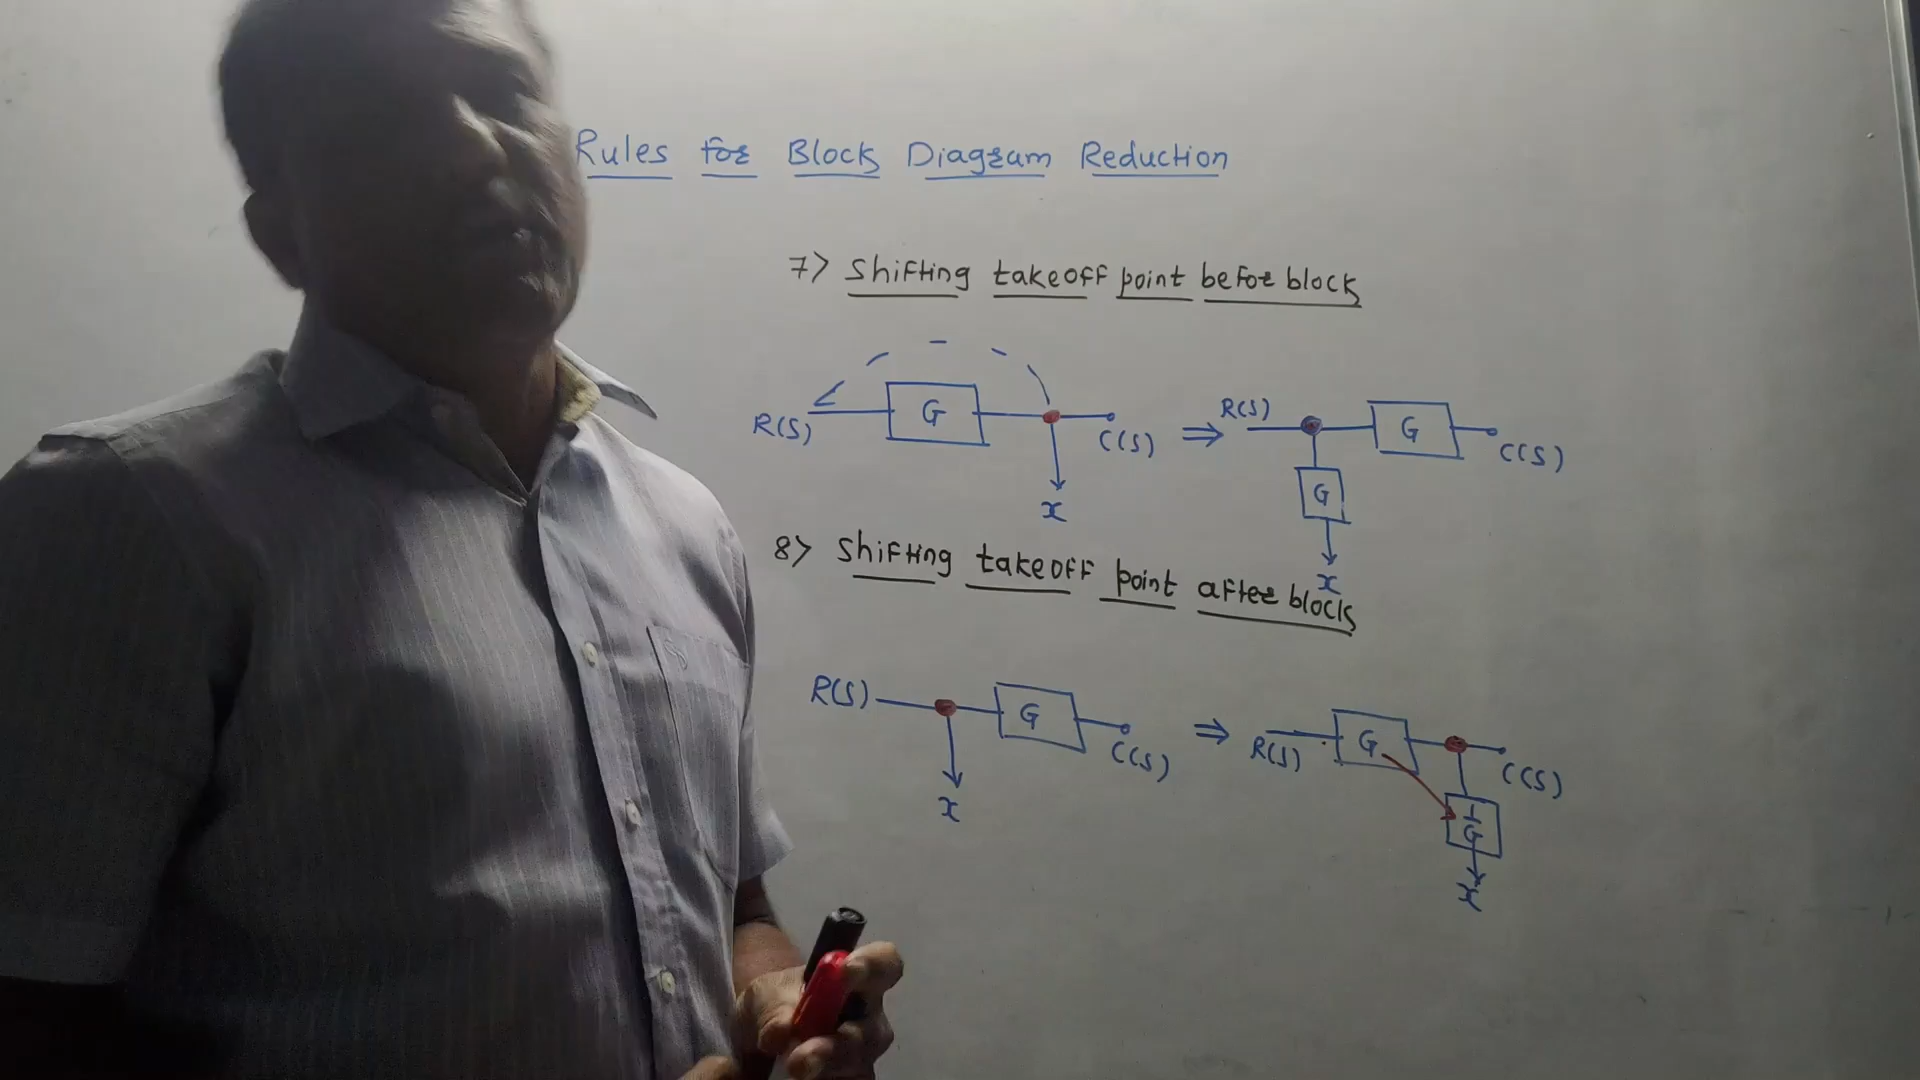 Rules for Block Diagram Reduction
7> Shifting takeoff point before block
R(S) G C(S) ⇒ R(S) G C(S)
x G
x
8> Shifting takeoff point after block
R(S) G C(S) ⇒ R(S) G C(S)
x 1/G
x